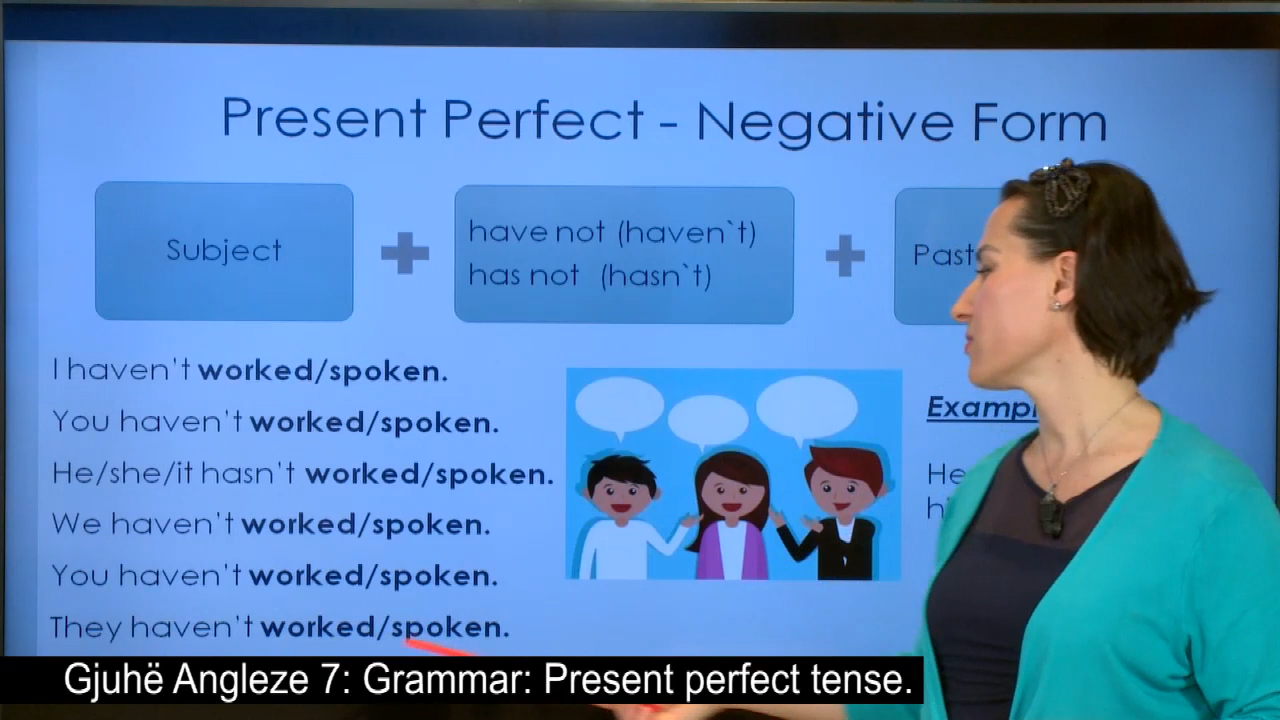 Present Perfect - Negative Form
Subject
have not (haven`t)
has not (hasn`t)
Past
I haven't worked/spoken.
You haven't worked/spoken.
He/she/it hasn't worked/spoken.
We haven't worked/spoken.
You haven't worked/spoken.
They haven't worked/spoken.
He
Gjuhë Angleze 7: Grammar: Present perfect tense.